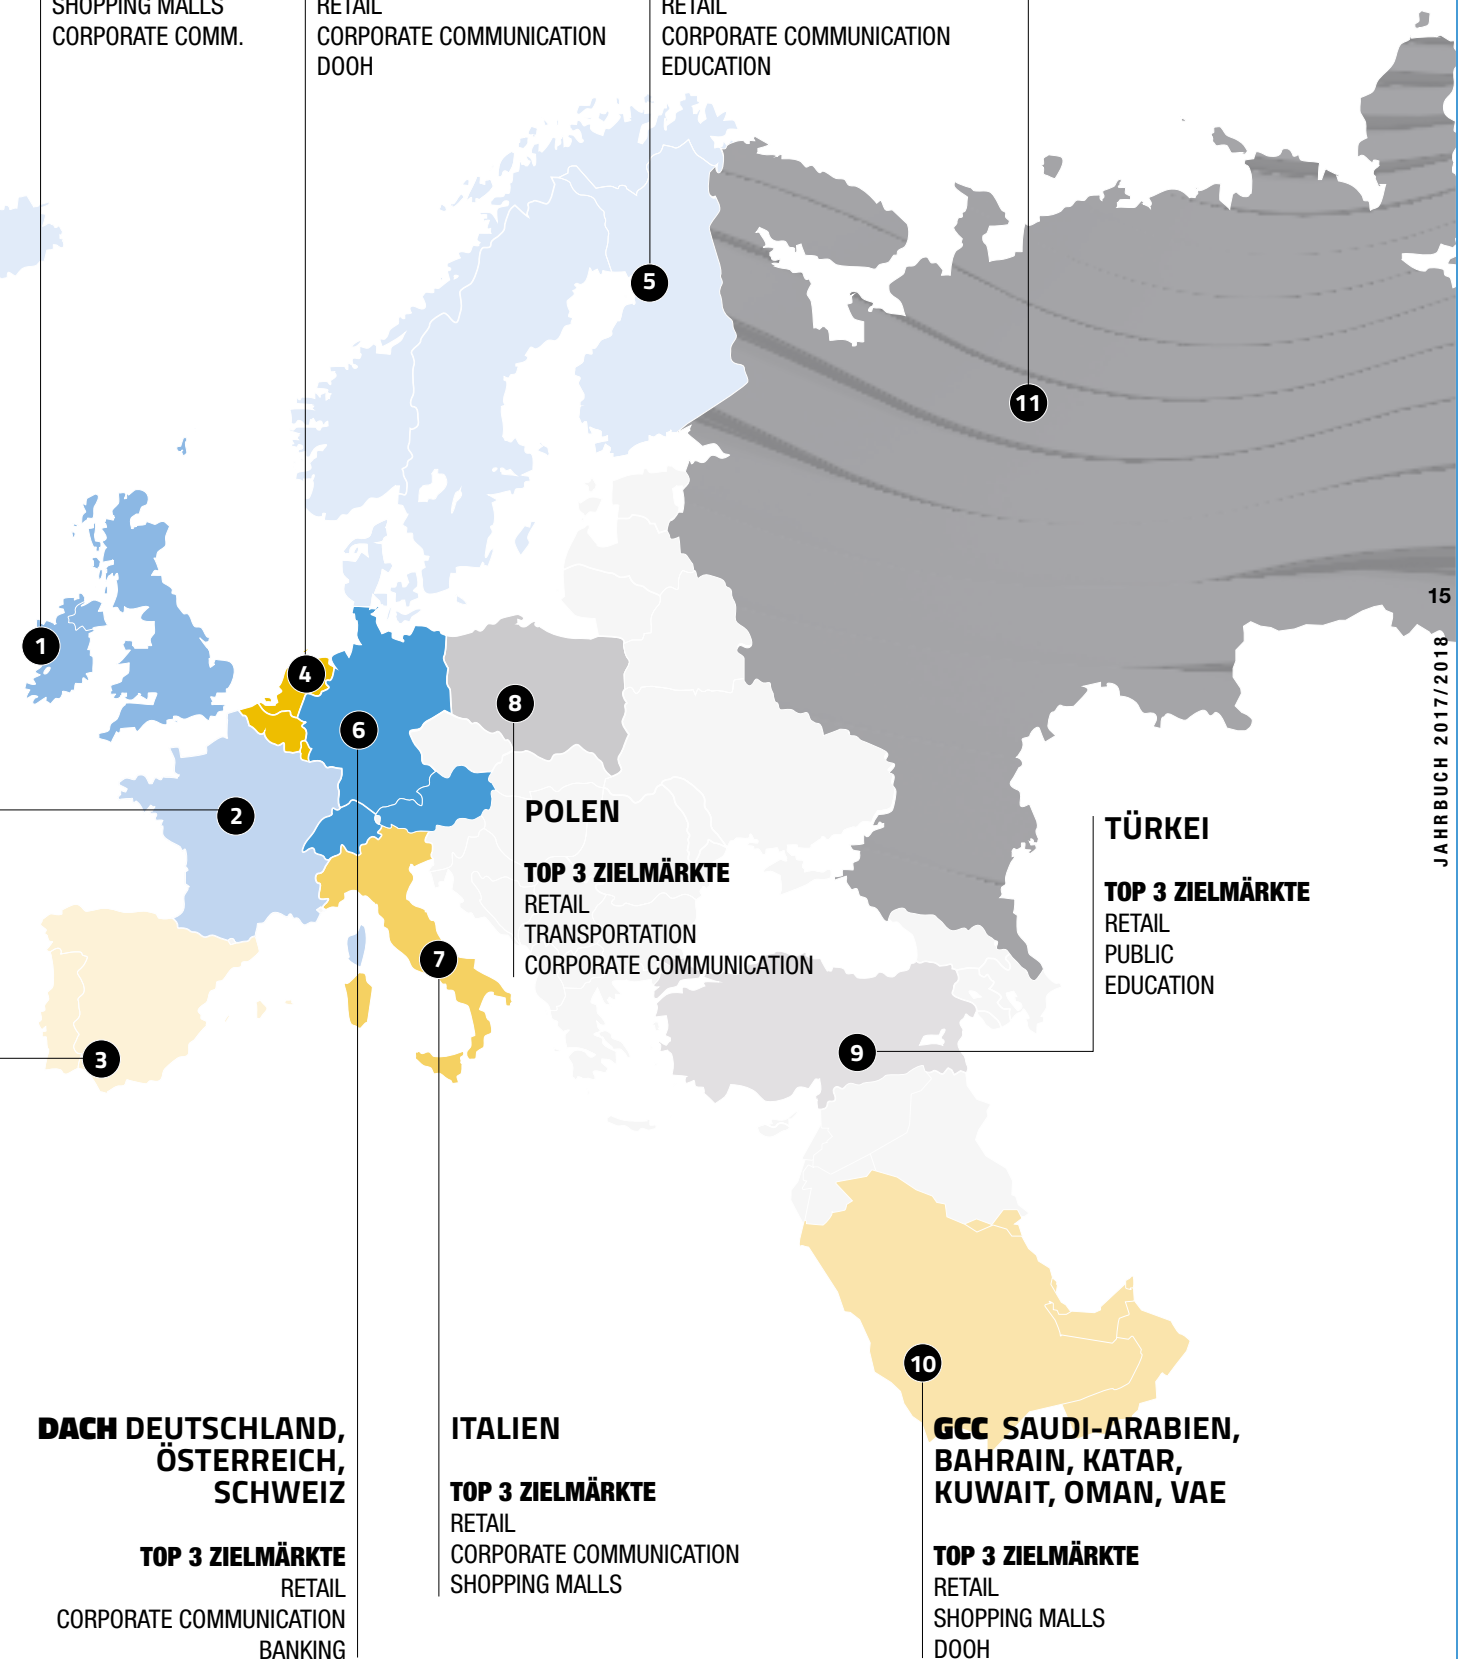 SHOPPING MALLS
CORPORATE COMM.
RETAIL
CORPORATE COMMUNICATION
DOOH
RETAIL
CORPORATE COMMUNICATION
EDUCATION
5
11
15
JAHRBUCH 2017/2018
1
4
6
8
2
POLEN
TOP 3 ZIELMÄRKTE
RETAIL
TRANSPORTATION
CORPORATE COMMUNICATION
TÜRKEI
TOP 3 ZIELMÄRKTE
RETAIL
PUBLIC
EDUCATION
7
3
9
10
DACH DEUTSCHLAND,
ÖSTERREICH,
SCHWEIZ
TOP 3 ZIELMÄRKTE
RETAIL
CORPORATE COMMUNICATION
BANKING
ITALIEN
TOP 3 ZIELMÄRKTE
RETAIL
CORPORATE COMMUNICATION
SHOPPING MALLS
GCC SAUDI-ARABIEN,
BAHRAIN, KATAR,
KUWAIT, OMAN, VAE
TOP 3 ZIELMÄRKTE
RETAIL
SHOPPING MALLS
DOOH